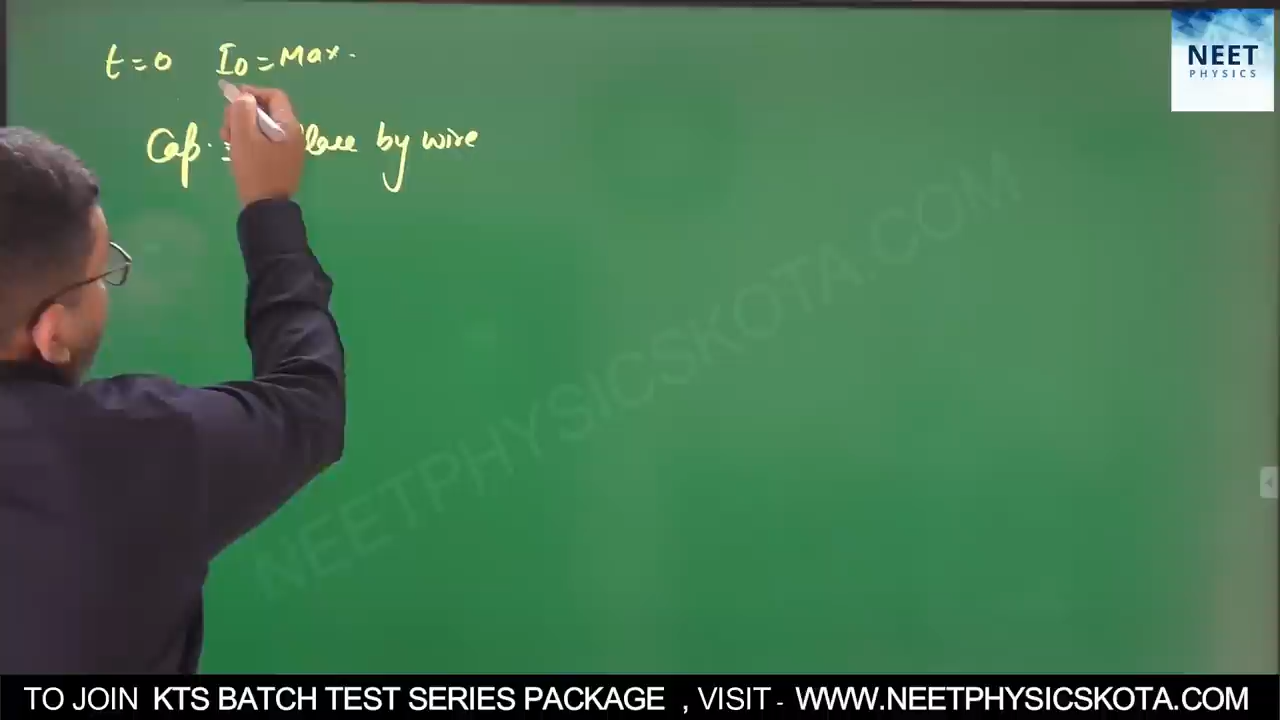 t=0 I0=Max.
NEET
PHYSICS
Cap. by wire
NEETPHYSICSKOTA.COM
TO JOIN KTS BATCH TEST SERIES PACKAGE , VISIT - WWW.NEETPHYSICSKOTA.COM